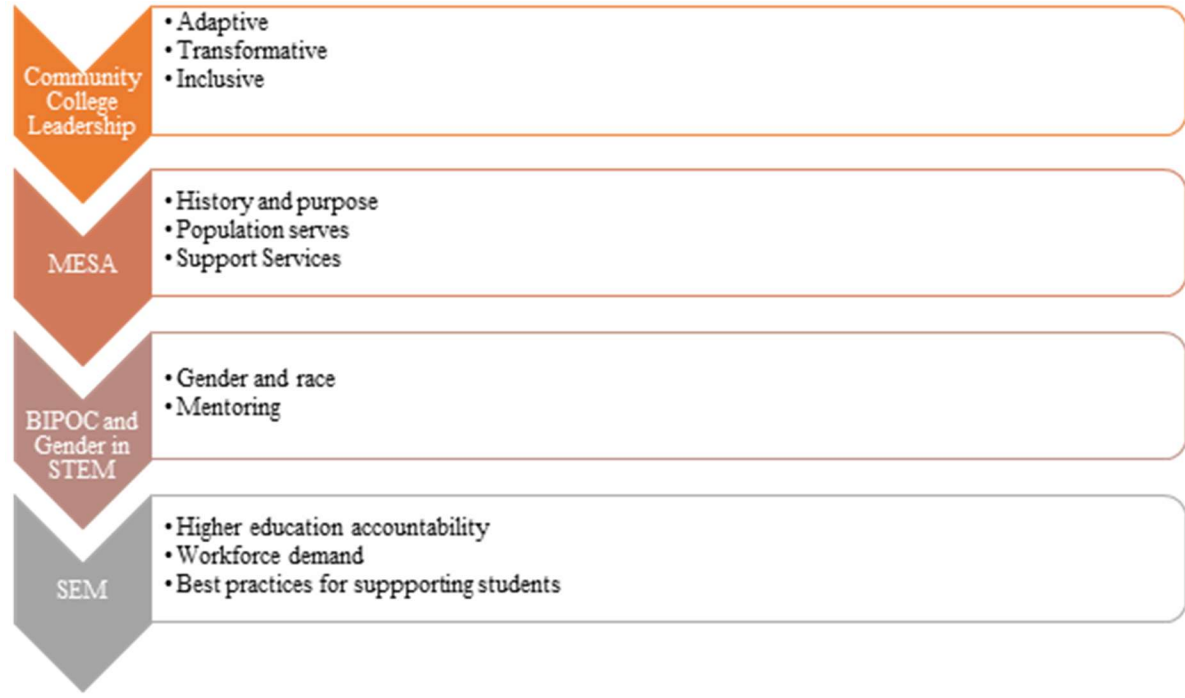 Community
College
Leadership
• Adaptive
• Transformative
• Inclusive
MESA
• History and purpose
• Population serves
• Support Services
BIPOC and
Gender in
STEM
• Gender and race
• Mentoring
SEM
• Higher education accountability
• Workforce demand
• Best practices for suppporting students